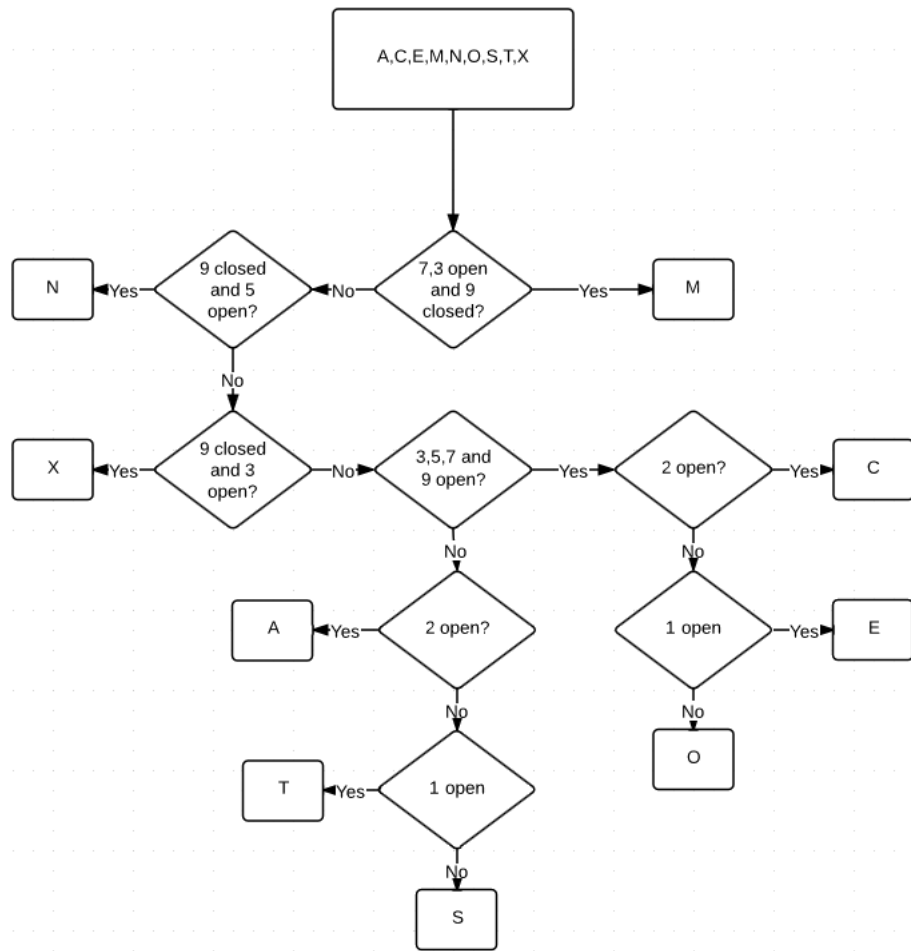 A,C,E,M,N,O,S,T,X
N
Yes
9 closed
and 5
open?
No
7,3 open
and 9
closed?
Yes
M
No
X
Yes
9 closed
and 3
open?
No
3,5,7 and
9 open?
Yes
2 open?
Yes
C
No
No
A
Yes
2 open?
1 open
Yes
E
No
No
O
T
Yes
1 open
No
S